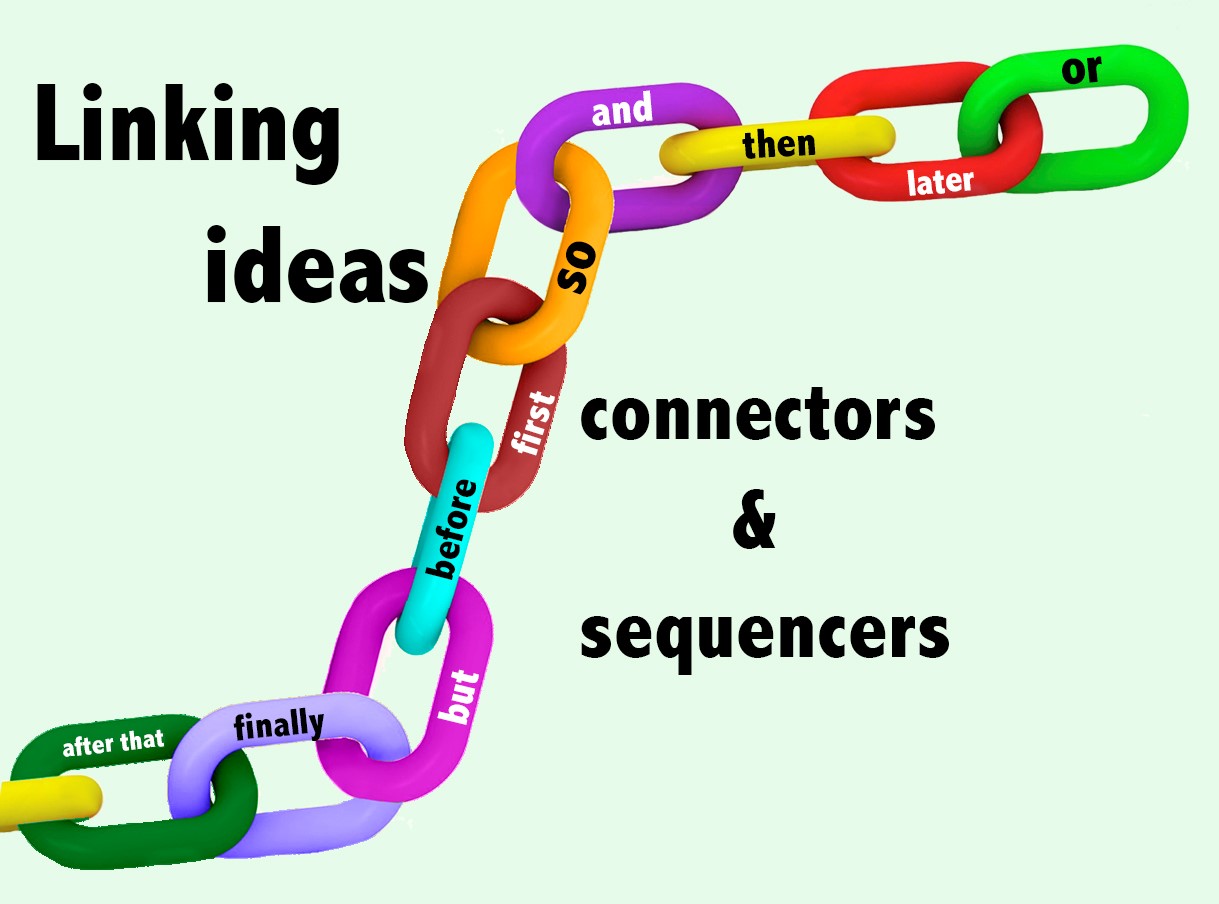 Linking
ideas
and
then
later
or
so
first
before
but
finally
after that
connectors
&
sequencers